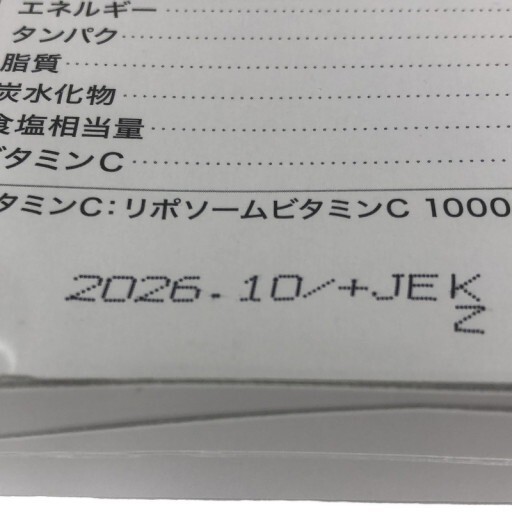 エネルギー
タンパク
脂質
炭水化物
食塩相当量
ビタミンC
タミンC:リポソームビタミンC 1000
2026.10/+JEK
Z